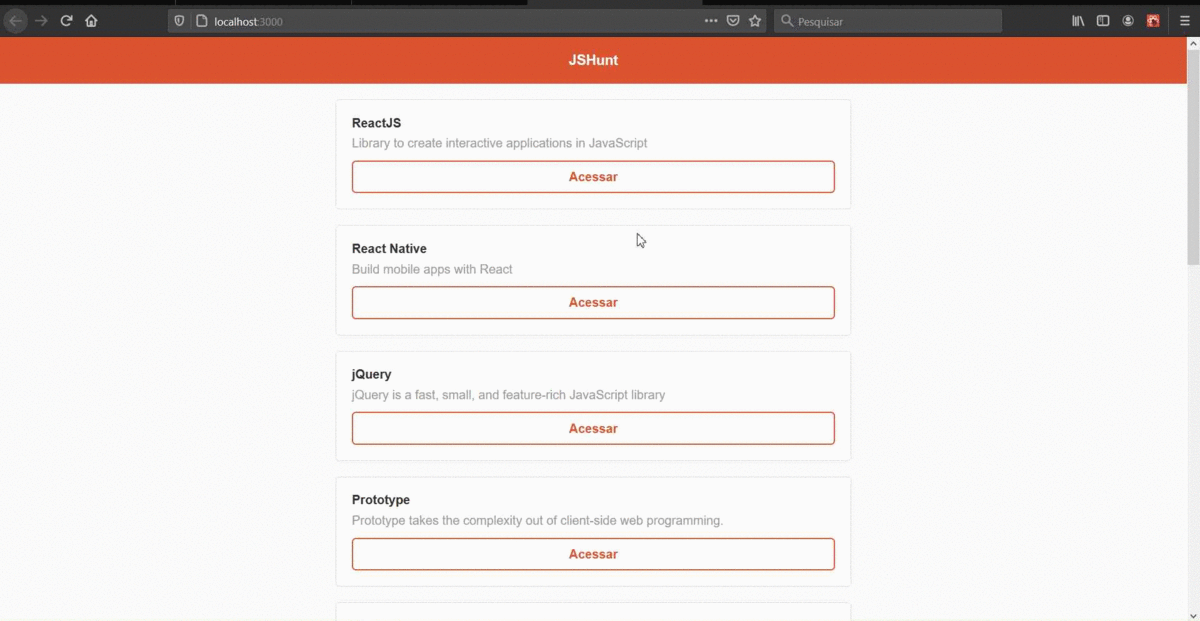 localhost:3000
Pesquisar
JSHunt
ReactJS
Library to create interactive applications in JavaScript
Acessar
React Native
Build mobile apps with React
Acessar
jQuery
jQuery is a fast, small, and feature-rich JavaScript library
Acessar
Prototype
Prototype takes the complexity out of client-side web programming.
Acessar